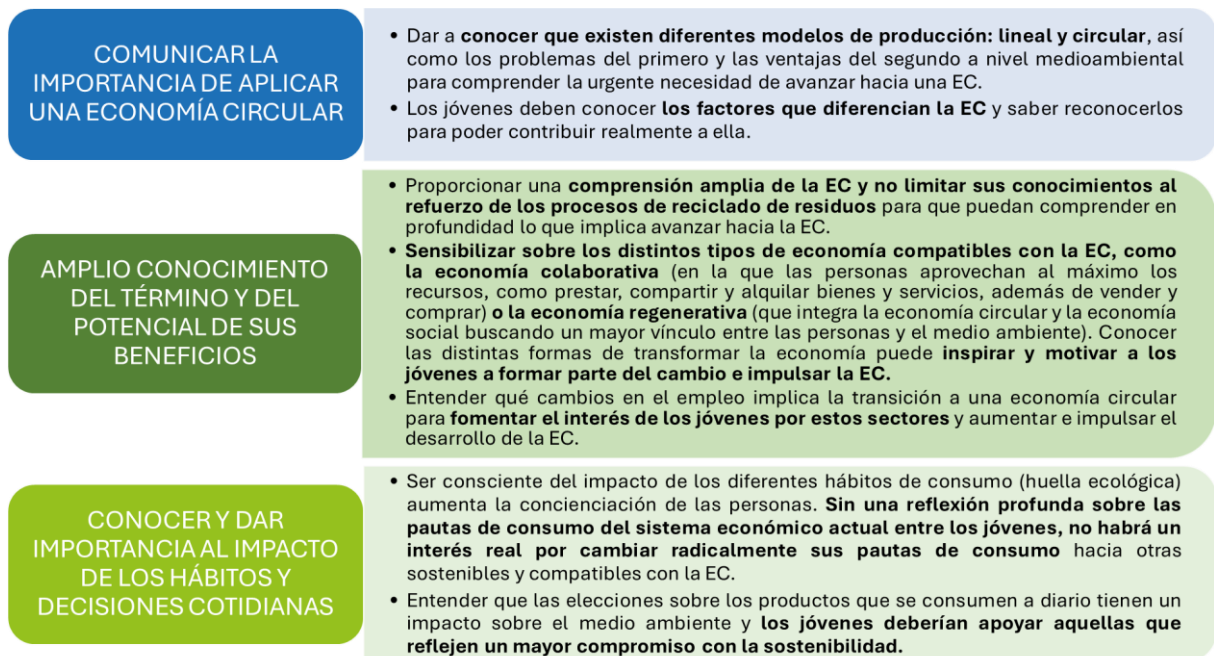 COMUNICAR LA
IMPORTANCIA DE APLICAR
UNA ECONOMÍA CIRCULAR
• Dar a conocer que existen diferentes modelos de producción: lineal y circular, así
como los problemas del primero y las ventajas del segundo a nivel medioambiental
para comprender la urgente necesidad de avanzar hacia una EC.
• Los jóvenes deben conocer los factores que diferencian la EC y saber reconocerlos
para poder contribuir realmente a ella.
AMPLIO CONOCIMIENTO
DEL TÉRMINO Y DEL
POTENCIAL DE SUS
BENEFICIOS
• Proporcionar una comprensión amplia de la EC y no limitar sus conocimientos al
refuerzo de los procesos de reciclado de residuos para que puedan comprender en
profundidad lo que implica avanzar hacia la EC.
• Sensibilizar sobre los distintos tipos de economía compatibles con la EC, como
la economía colaborativa (en la que las personas aprovechan al máximo los
recursos, como prestar, compartir y alquilar bienes y servicios, además de vender y
comprar) o la economía regenerativa (que integra la economía circular y la economía
social buscando un mayor vínculo entre las personas y el medio ambiente). Conocer
las distintas formas de transformar la economía puede inspirar y motivar a los
jóvenes a formar parte del cambio e impulsar la EC.
• Entender qué cambios en el empleo implica la transición a una economía circular
para fomentar el interés de los jóvenes por estos sectores y aumentar e impulsar el
desarrollo de la EC.
CONOCER Y DAR
IMPORTANCIA AL IMPACTO
DE LOS HÁBITOS Y
DECISIONES COTIDIANAS
• Ser consciente del impacto de los diferentes hábitos de consumo (huella ecológica)
aumenta la concienciación de las personas. Sin una reflexión profunda sobre las
pautas de consumo del sistema económico actual entre los jóvenes, no habrá un
interés real por cambiar radicalmente sus pautas de consumo hacia otras
sostenibles y compatibles con la EC.
• Entender que las elecciones sobre los productos que se consumen a diario tienen un
impacto sobre el medio ambiente y los jóvenes deberían apoyar aquellas que
reflejen un mayor compromiso con la sostenibilidad.